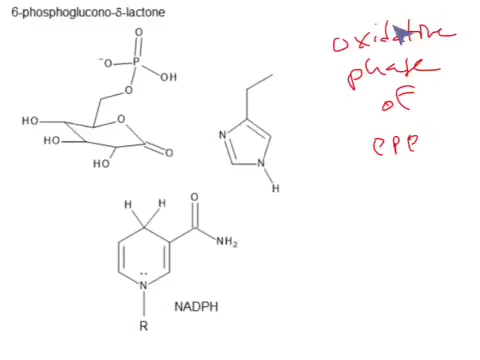 6-phosphoglucono-δ-lactone
O
⁻O P OH
O
HO O
HO O
HO
N
N
H
H H O
NH₂
N
R
NADPH
oxidative
phase
of
PPP